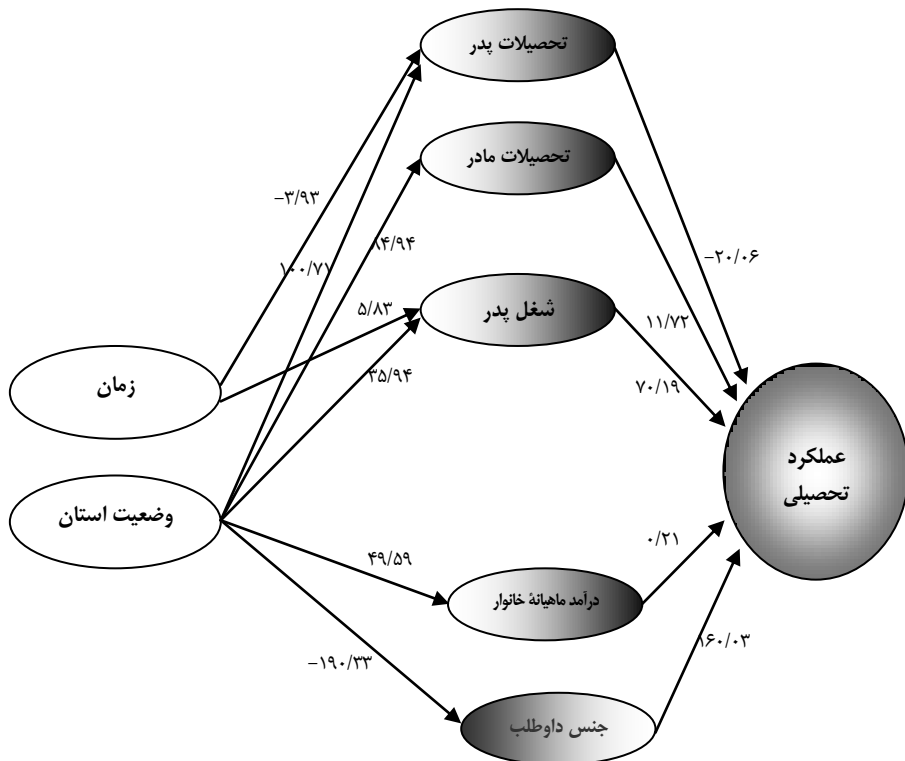 تحصیلات پدر
تحصیلات مادر
-۳/۹۳
۸۴/۹۴
۱۰۰/۷۱
-۲۰/۰۶
شغل پدر
۵/۸۳
۱۱/۷۲
زمان
۳۵/۹۴
۷۰/۱۹
عملکرد
تحصیلی
وضعیت استان
۴۹/۵۹
۰/۲۱
درآمد ماهیانهٔ خانوار
-۱۹۰/۳۳
۱۶۰/۰۳
جنس داوطلب